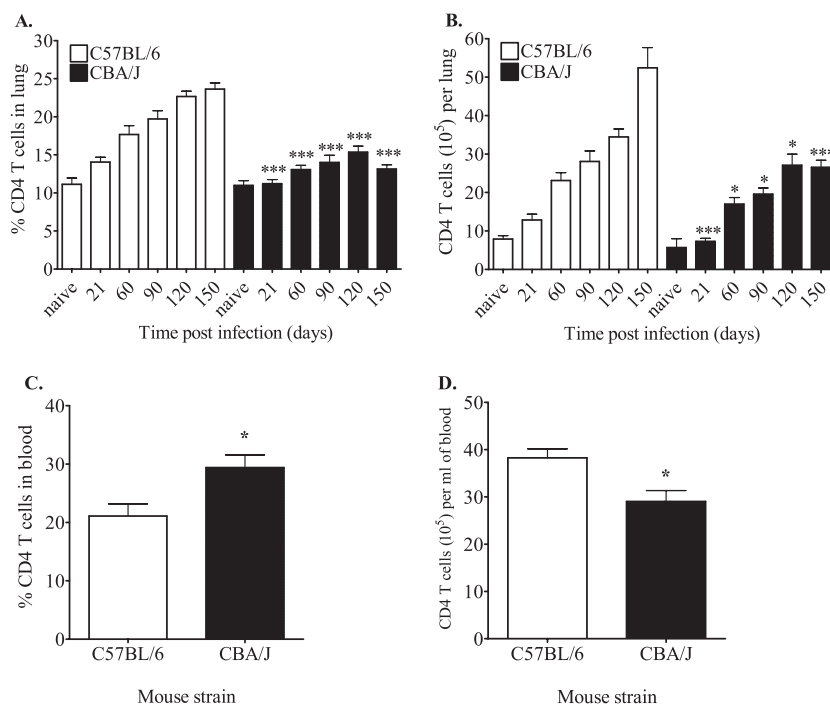 A.
30
25
20
15
10
5
0
% CD4 T cells in lung
C57BL/6
CBA/J
***
***
***
***
***
naive
21
60
90
120
150
naive
21
60
90
120
150
Time post infection (days)
B.
60
50
40
30
20
10
0
CD4 T cells (10⁵) per lung
C57BL/6
CBA/J
***
*
*
*
***
naive
21
60
90
120
150
naive
21
60
90
120
150
Time post infection (days)
C.
40
30
20
10
0
% CD4 T cells in blood
*
C57BL/6
CBA/J
Mouse strain
D.
50
40
30
20
10
0
CD4 T cells (10⁵) per ml of blood
*
C57BL/6
CBA/J
Mouse strain